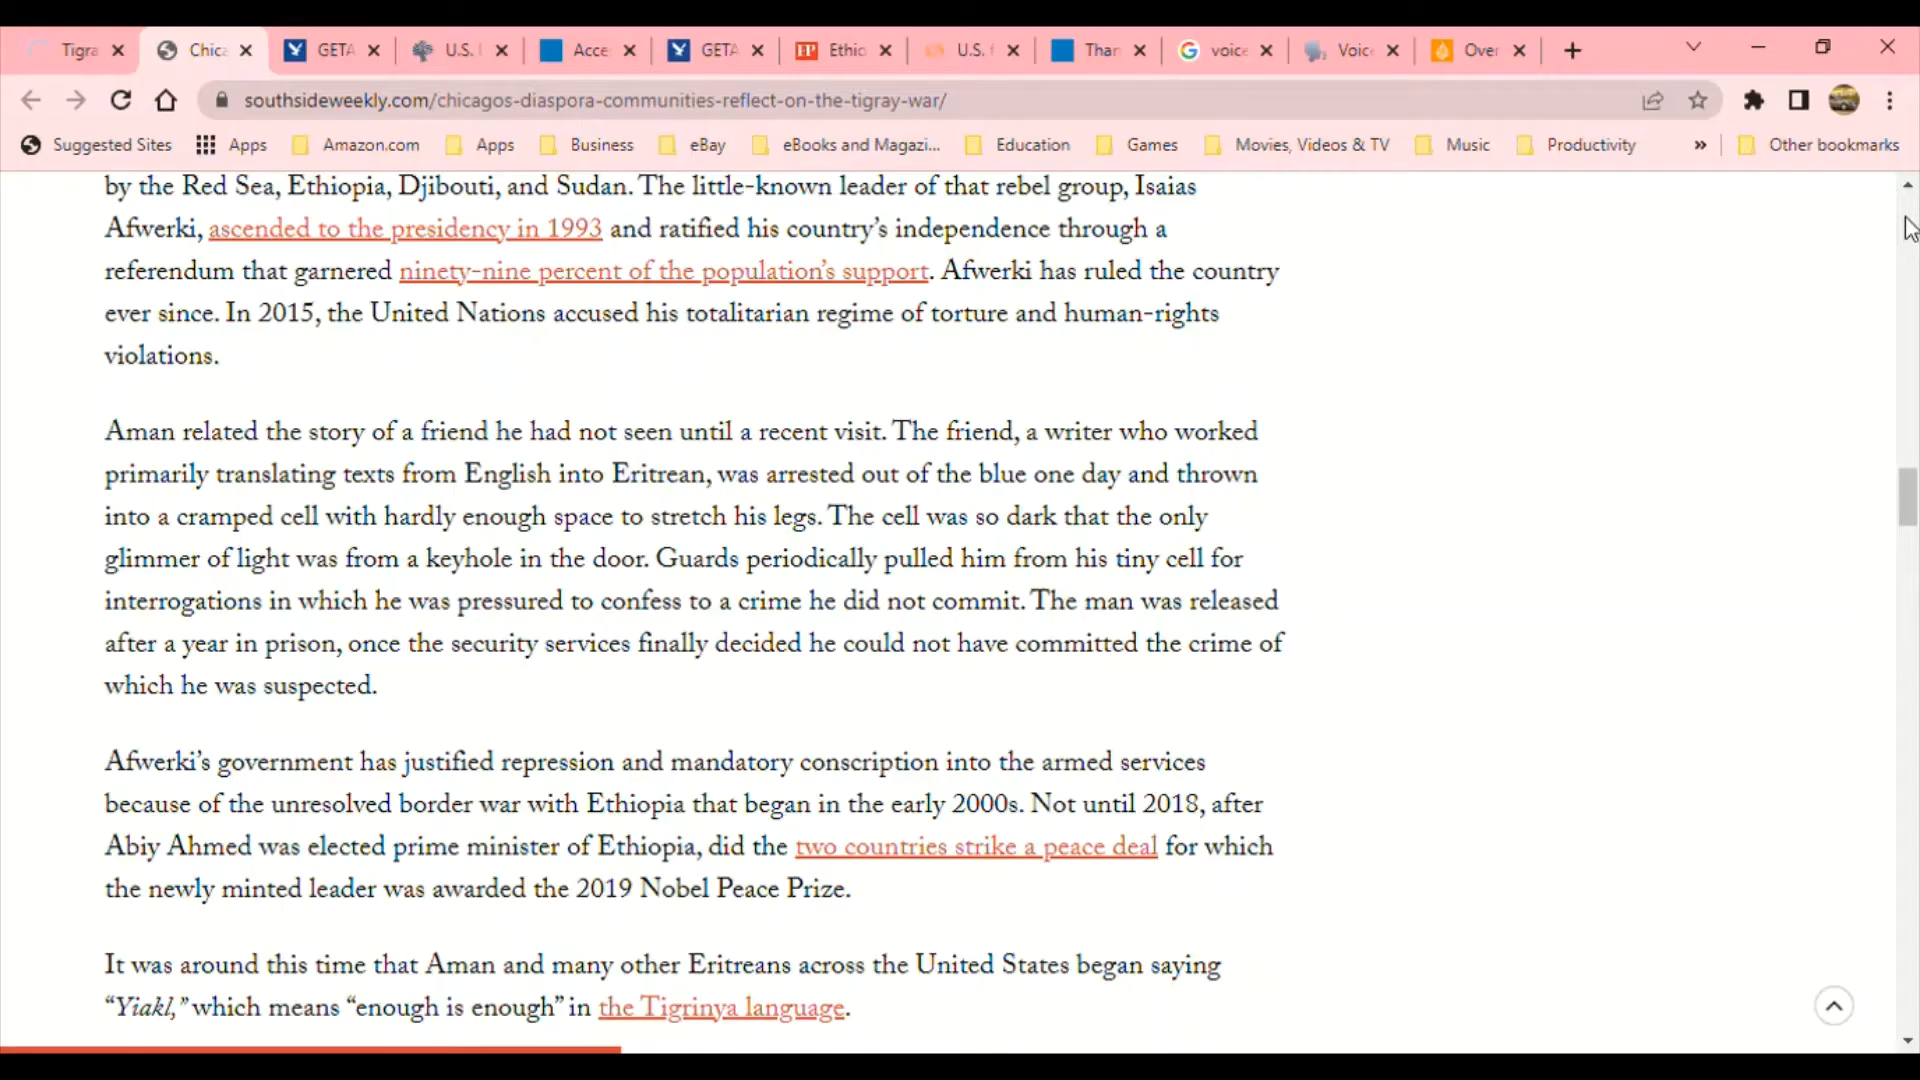 Tigra
Chica
GETA
U.S. I
Acce
GETA
EP
Ethio
U.S. f
Than
voice
Voice
Over
southsideweekly.com/chicagos-diaspora-communities-reflect-on-the-tigray-war/
Suggested Sites
Apps
Amazon.com
Apps
Business
eBay
eBooks and Magazi...
Education
Games
Movies, Videos & TV
Music
Productivity
»
Other bookmarks
by the Red Sea, Ethiopia, Djibouti, and Sudan. The little-known leader of that rebel group, Isaias
Afwerki, ascended to the presidency in 1993 and ratified his country’s independence through a
referendum that garnered ninety-nine percent of the population’s support. Afwerki has ruled the country
ever since. In 2015, the United Nations accused his totalitarian regime of torture and human-rights
violations.
Aman related the story of a friend he had not seen until a recent visit. The friend, a writer who worked
primarily translating texts from English into Eritrean, was arrested out of the blue one day and thrown
into a cramped cell with hardly enough space to stretch his legs. The cell was so dark that the only
glimmer of light was from a keyhole in the door. Guards periodically pulled him from his tiny cell for
interrogations in which he was pressured to confess to a crime he did not commit. The man was released
after a year in prison, once the security services finally decided he could not have committed the crime of
which he was suspected.
Afwerki’s government has justified repression and mandatory conscription into the armed services
because of the unresolved border war with Ethiopia that began in the early 2000s. Not until 2018, after
Abiy Ahmed was elected prime minister of Ethiopia, did the two countries strike a peace deal for which
the newly minted leader was awarded the 2019 Nobel Peace Prize.
It was around this time that Aman and many other Eritreans across the United States began saying
“Yiakl,” which means “enough is enough” in the Tigrinya language.